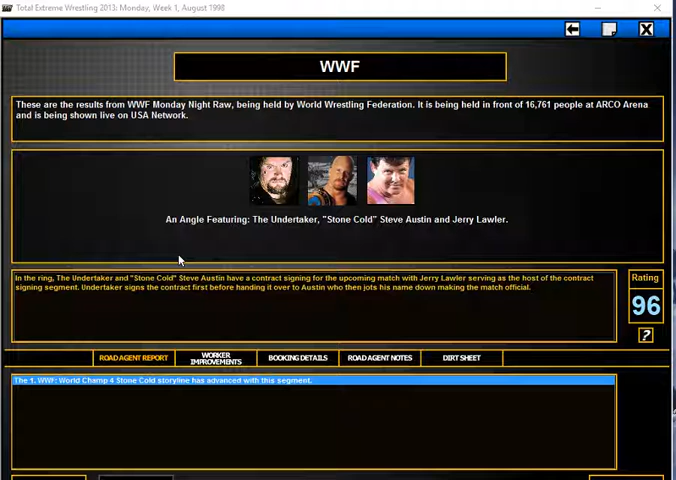 Total Extreme Wrestling 2013: Monday, Week 1, August 1998
WWF
These are the results from WWF Monday Night Raw, being held by World Wrestling Federation. It is being held in front of 16,761 people at ARCO Arena
and is being shown live on USA Network.
An Angle Featuring: The Undertaker, "Stone Cold" Steve Austin and Jerry Lawler.
In the ring, The Undertaker and "Stone Cold" Steve Austin have a contract signing for the upcoming match with Jerry Lawler serving as the host of the contract
signing segment. Undertaker signs the contract first before handing it over to Austin who then jots his name down making the match official.
Rating
96
?
ROAD AGENT REPORT
WORKER
IMPROVEMENTS
BOOKING DETAILS
ROAD AGENT NOTES
DIRT SHEET
The 1. WWF: World Champ 4 Stone Cold storyline has advanced with this segment.